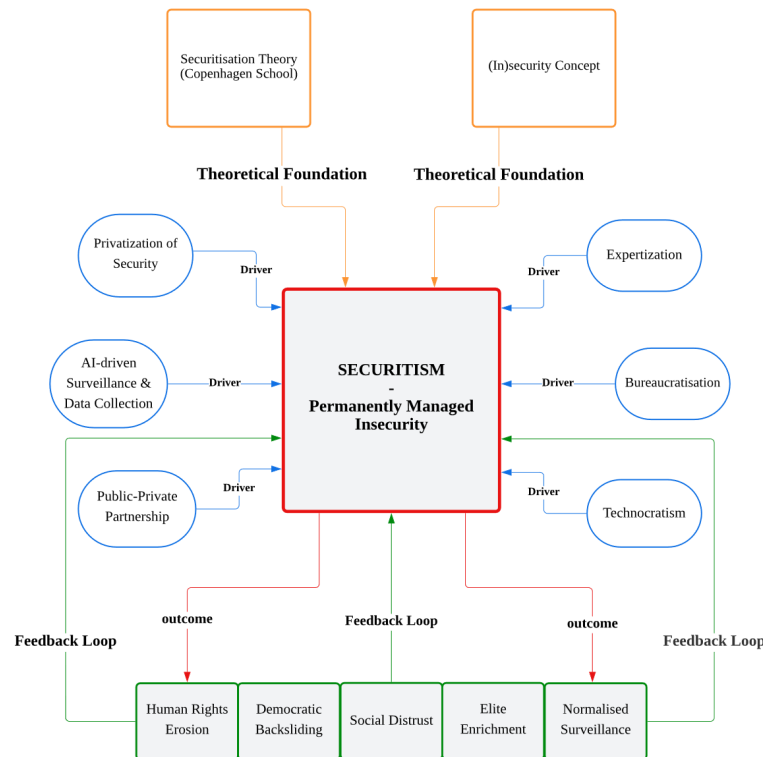 Securitisation Theory
(Copenhagen School)
(In)security Concept
Theoretical Foundation
Theoretical Foundation
Privatization of
Security
Driver
Expertization
Driver
SECURITISM
-
Permanently Managed
Insecurity
AI-driven
Surveillance &
Data Collection
Driver
Bureaucratisation
Driver
Public-Private
Partnership
Driver
Technocratism
Driver
outcome
Feedback Loop
outcome
Feedback Loop
Feedback Loop
Human Rights
Erosion
Democratic
Backsliding
Social Distrust
Elite
Enrichment
Normalised
Surveillance